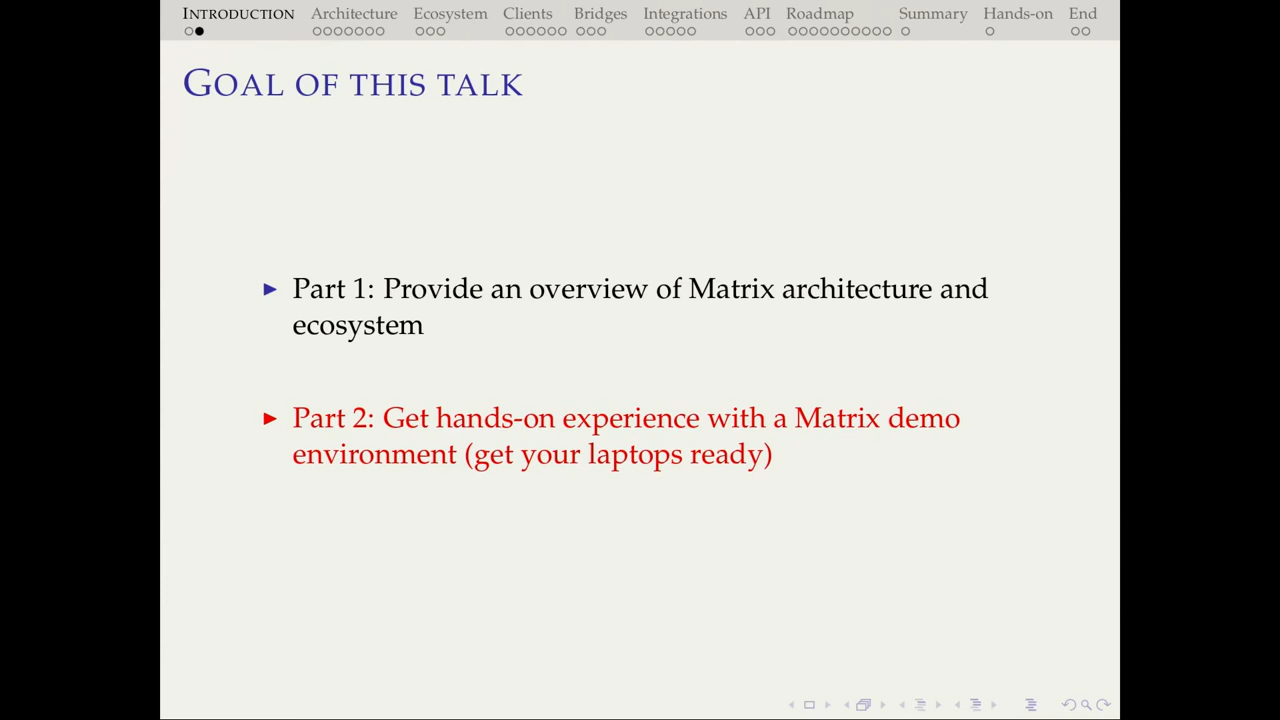 INTRODUCTION Architecture Ecosystem Clients Bridges Integrations API Roadmap Summary Hands-on End
GOAL OF THIS TALK
Part 1: Provide an overview of Matrix architecture and
ecosystem
Part 2: Get hands-on experience with a Matrix demo
environment (get your laptops ready)